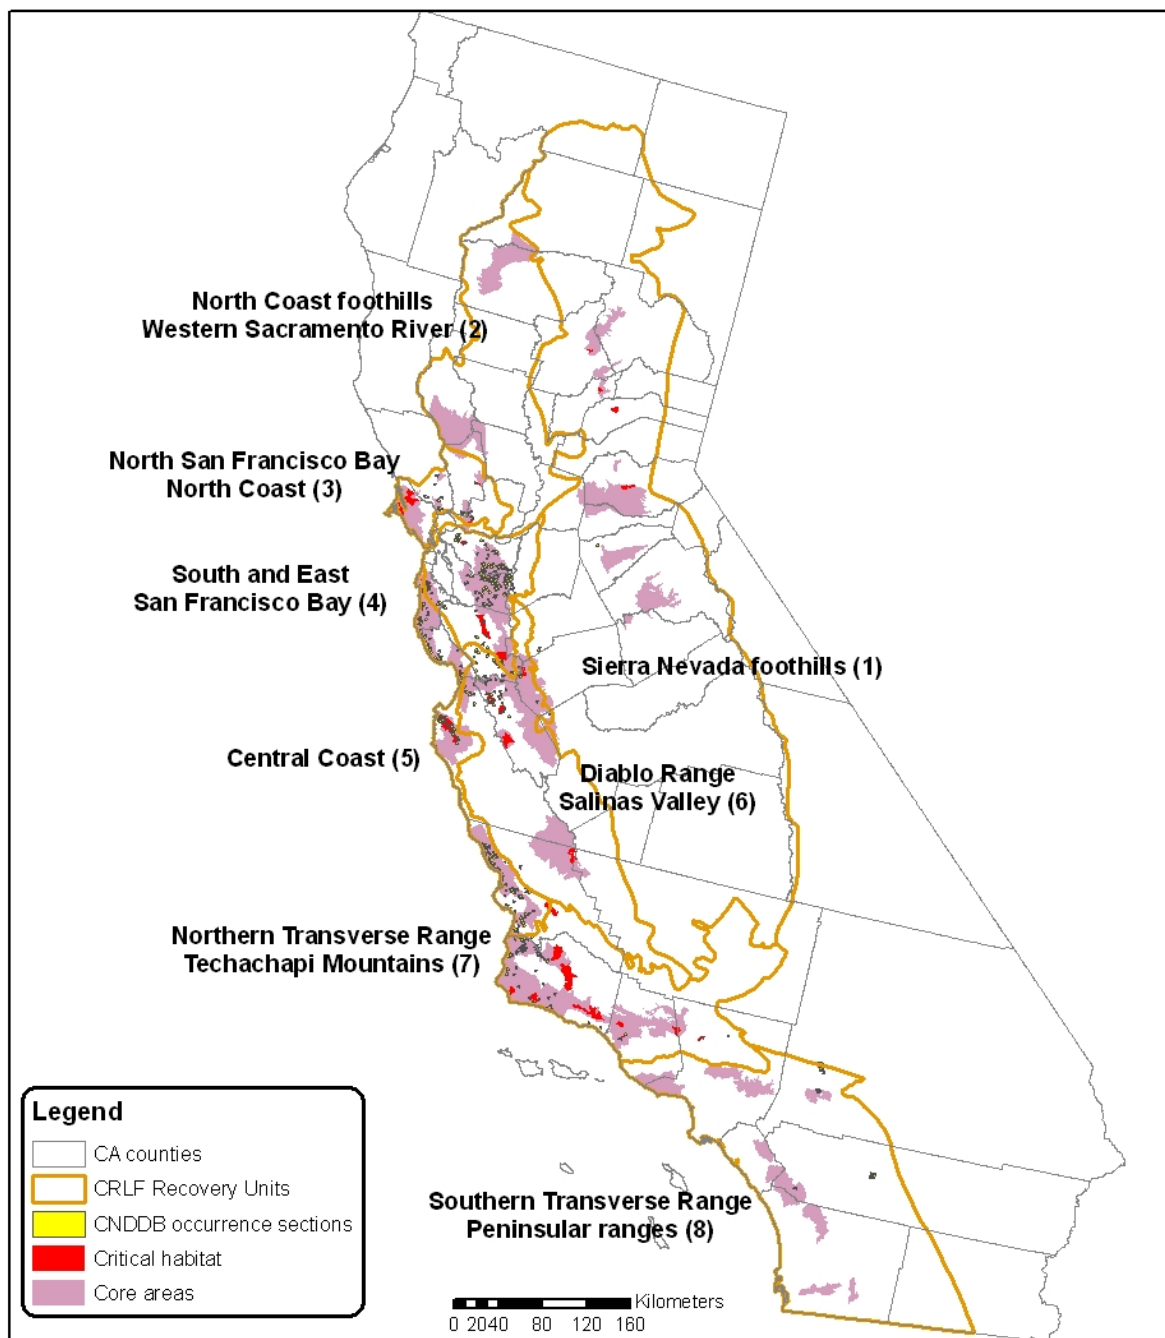 North Coast foothills
Western Sacramento River (2)
North San Francisco Bay
North Coast (3)
South and East
San Francisco Bay (4)
Sierra Nevada foothills (1)
Central Coast (5)
Diablo Range
Salinas Valley (6)
Northern Transverse Range
Techachapi Mountains (7)
Southern Transverse Range
Peninsular ranges (8)
Legend
CA counties
CRLF Recovery Units
CNDDB occurrence sections
Critical habitat
Core areas
Kilometers
0 2040 80 120 160